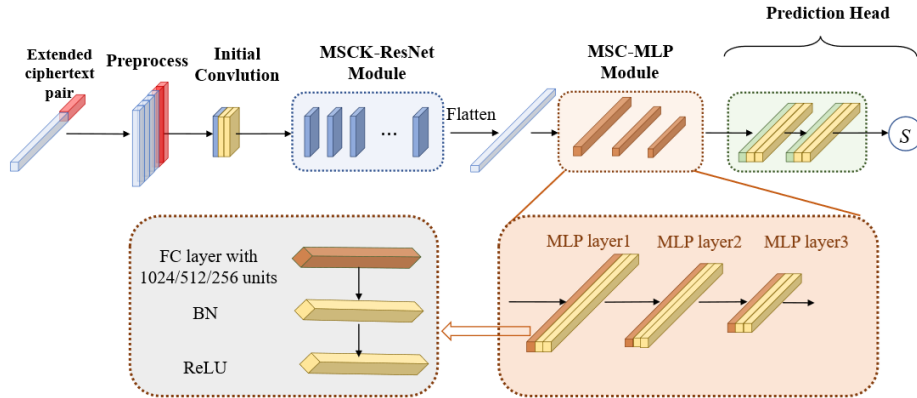 Prediction Head
Extended
ciphertext
pair
Preprocess
Initial
Convlution
MSCK-ResNet
Module
Flatten
MSC-MLP
Module
...
S
FC layer with
1024/512/256 units
BN
ReLU
MLP layer1
MLP layer2
MLP layer3